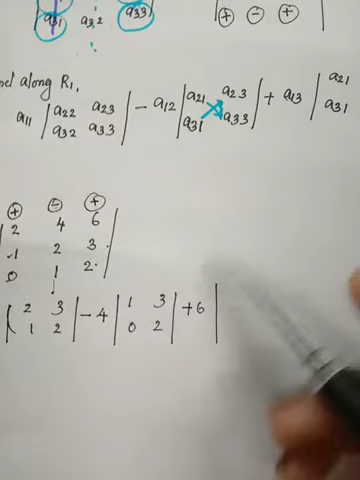 a31 a32 a33
⊕ ⊖ ⊕
along R1,
a11 | a22 a23 | - a12 | a21 a23 | + a13 | a21
a32 a33 | a31 a33 | a31
⊕ ⊖ ⊕
2 4 6
1 2 3
0 1 2
| 2 3 | - 4 | 1 3 | + 6 |
| 1 2 | | 0 2 |